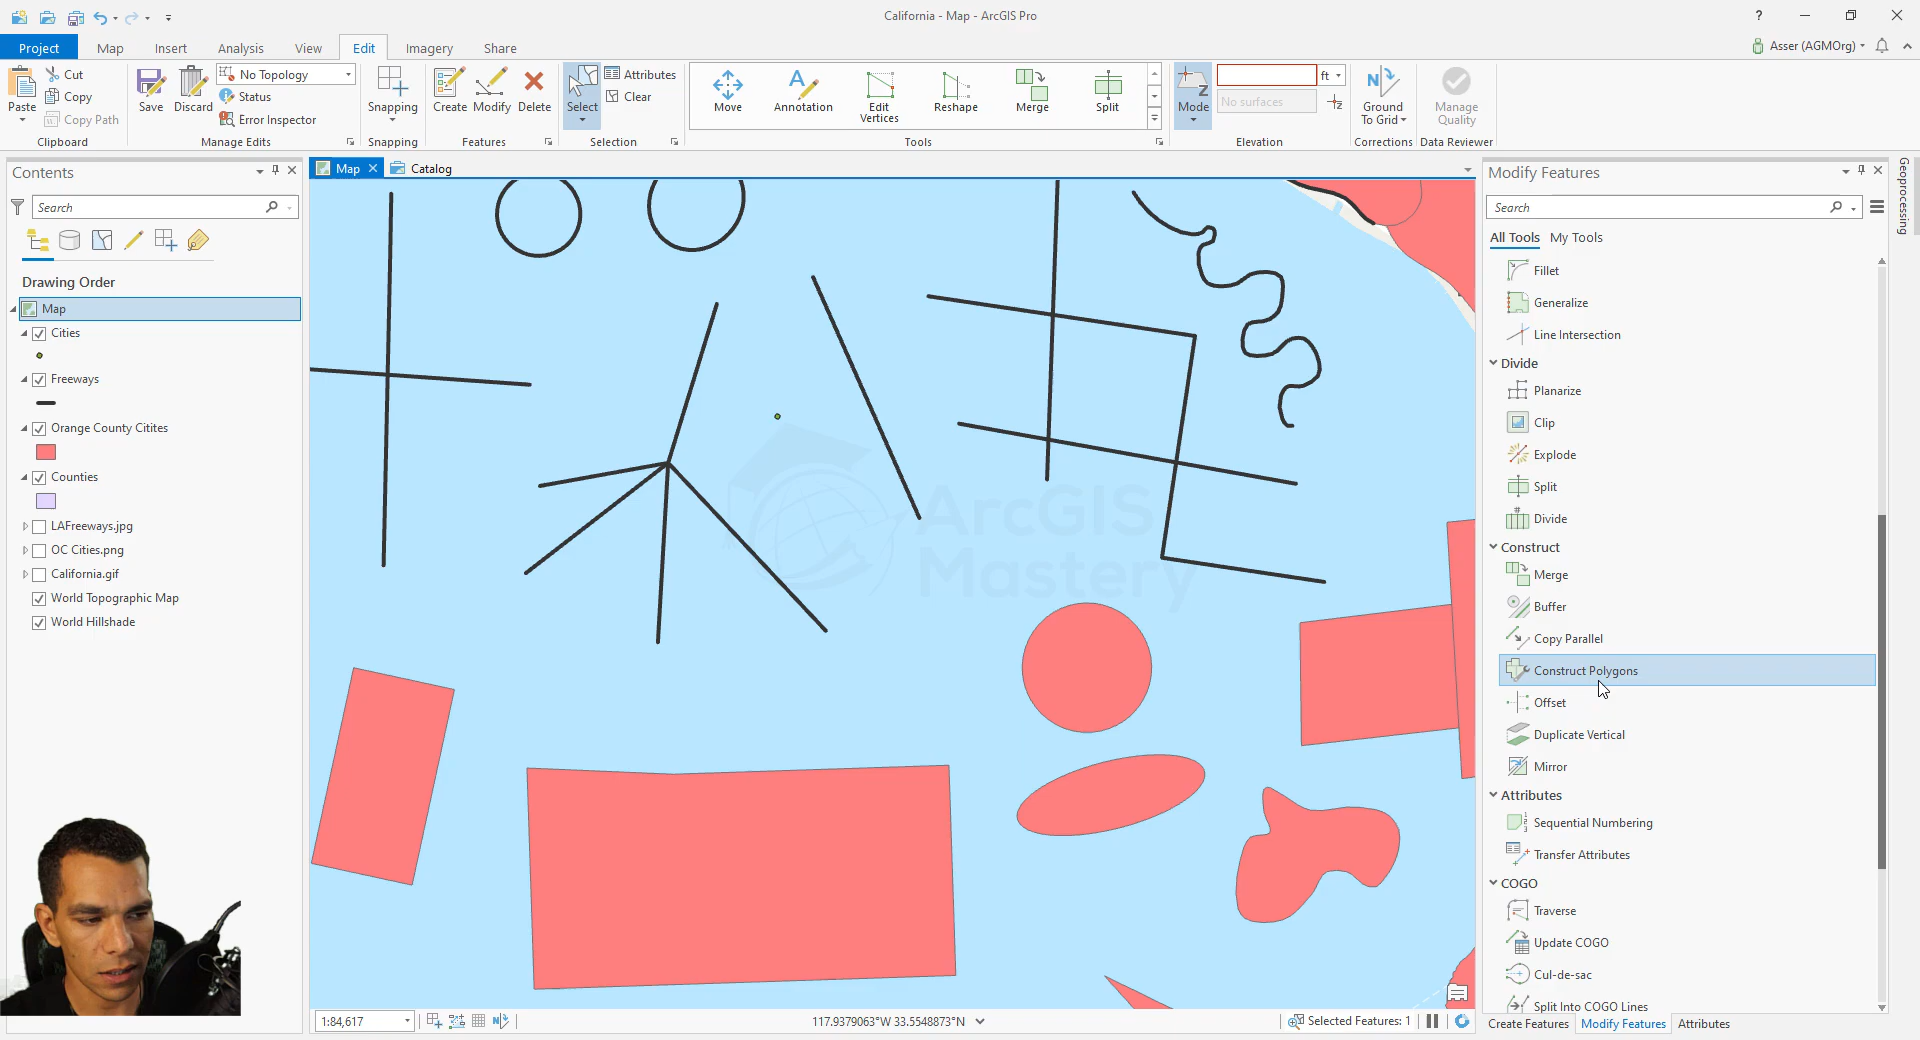 California - Map - ArcGIS Pro
?
Project Map Insert Analysis View Edit Imagery Share
Asser (AGMOrg)
Paste
Cut
Copy
Copy Path
Clipboard
Save
Discard
No Topology
Status
Error Inspector
Manage Edits
Snapping
Snapping
Create
Modify
Delete
Features
Select
Attributes
Clear
Selection
Move
Annotation
Edit
Vertices
Reshape
Merge
Split
Tools
Mode
ft
No surfaces
Elevation
Ground
To Grid
Corrections
Manage
Quality
Data Reviewer
Contents
Search
Drawing Order
Map
Cities
Freeways
Orange County Citites
Counties
LAFreeways.jpg
OC Cities.png
California.gif
World Topographic Map
World Hillshade
Map
Catalog
ArcGIS
Mastery
1:84,617
117.9379063°W 33.5548873°N
Selected Features: 1
Modify Features
Search
All Tools My Tools
Fillet
Generalize
Line Intersection
Divide
Planarize
Clip
Explode
Split
Divide
Construct
Merge
Buffer
Copy Parallel
Construct Polygons
Offset
Duplicate Vertical
Mirror
Attributes
Sequential Numbering
Transfer Attributes
COGO
Traverse
Update COGO
Cul-de-sac
Split Into COGO Lines
Create Features Modify Features Attributes
Geoprocessing